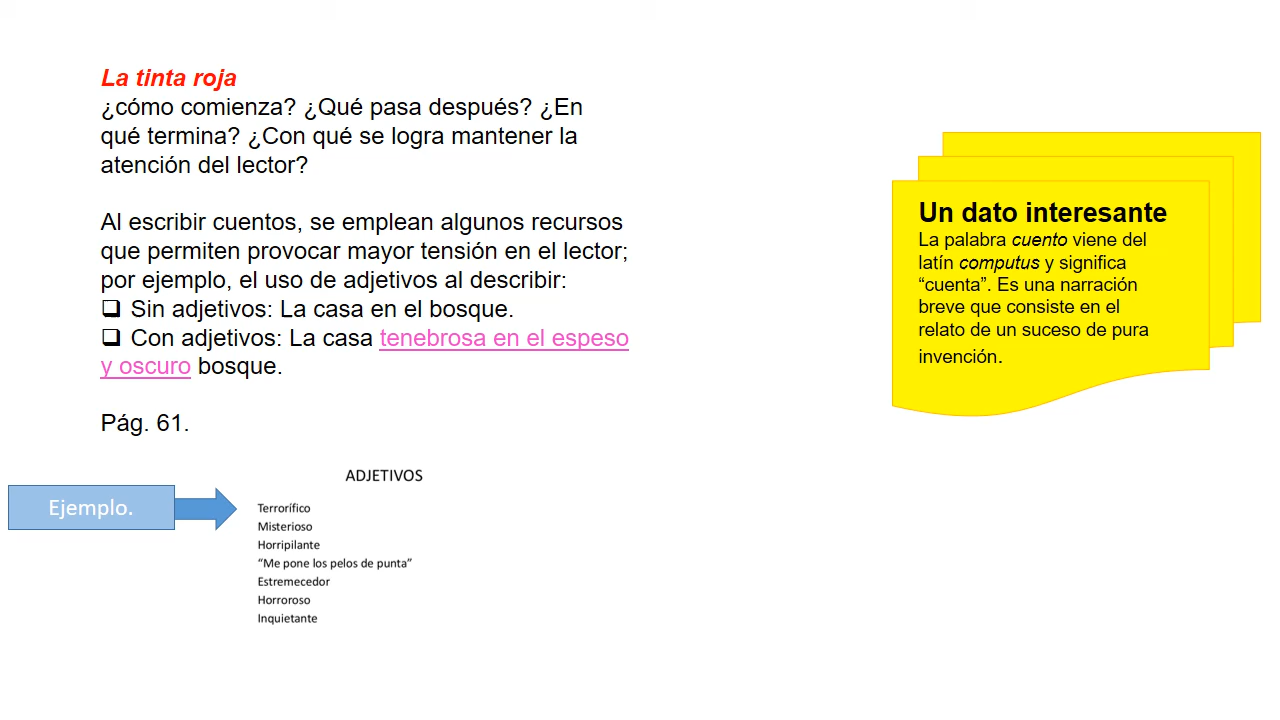 La tinta roja
¿cómo comienza? ¿Qué pasa después? ¿En
qué termina? ¿Con qué se logra mantener la
atención del lector?
Al escribir cuentos, se emplean algunos recursos
que permiten provocar mayor tensión en el lector;
por ejemplo, el uso de adjetivos al describir:
❑ Sin adjetivos: La casa en el bosque.
❑ Con adjetivos: La casa tenebrosa en el espeso
y oscuro bosque.
Pág. 61.
Un dato interesante
La palabra cuento viene del
latín computus y significa
“cuenta”. Es una narración
breve que consiste en el
relato de un suceso de pura
invención.
Ejemplo.
ADJETIVOS
Terrorífico
Misterioso
Horripilante
“Me pone los pelos de punta”
Estremecedor
Horroroso
Inquietante